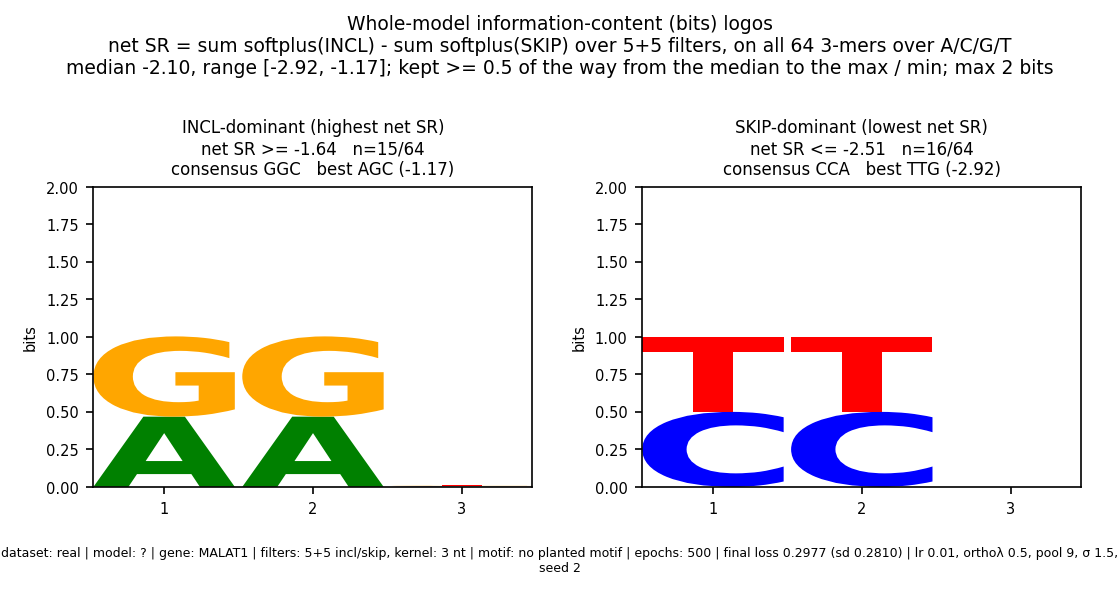 Whole-model information-content (bits) logos
net SR = sum softplus(INCL) - sum softplus(SKIP) over 5+5 filters, on all 64 3-mers over A/C/G/T
median -2.10, range [-2.92, -1.17]; kept >= 0.5 of the way from the median to the max / min; max 2 bits
INCL-dominant (highest net SR)
net SR >= -1.64 n=15/64
consensus GGC best AGC (-1.17)
2.00
1.75
1.50
1.25
1.00
0.75
0.50
0.25
0.00
bits
G G
A A
1 2 3
SKIP-dominant (lowest net SR)
net SR <= -2.51 n=16/64
consensus CCA best TTG (-2.92)
2.00
1.75
1.50
1.25
1.00
0.75
0.50
0.25
0.00
bits
T T
C C
1 2 3
dataset: real | model: ? | gene: MALAT1 | filters: 5+5 incl/skip, kernel: 3 nt | motif: no planted motif | epochs: 500 | final loss 0.2977 (sd 0.2810) | lr 0.01, orthoλ 0.5, pool 9, σ 1.5,
seed 2